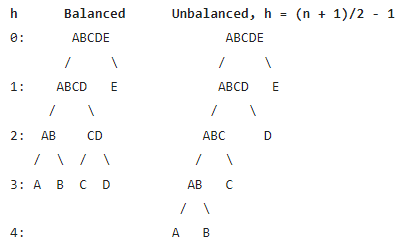 h      Balanced      Unbalanced, h = (n + 1)/2 - 1
0:       ABCDE               ABCDE
        /     \             /     \
1:     ABCD    E           ABCD    E
      /    \              /    \
2:   AB     CD           ABC     D
    /  \  /  \          /   \
3: A   B  C   D        AB    C
                      /  \
4:                   A    B